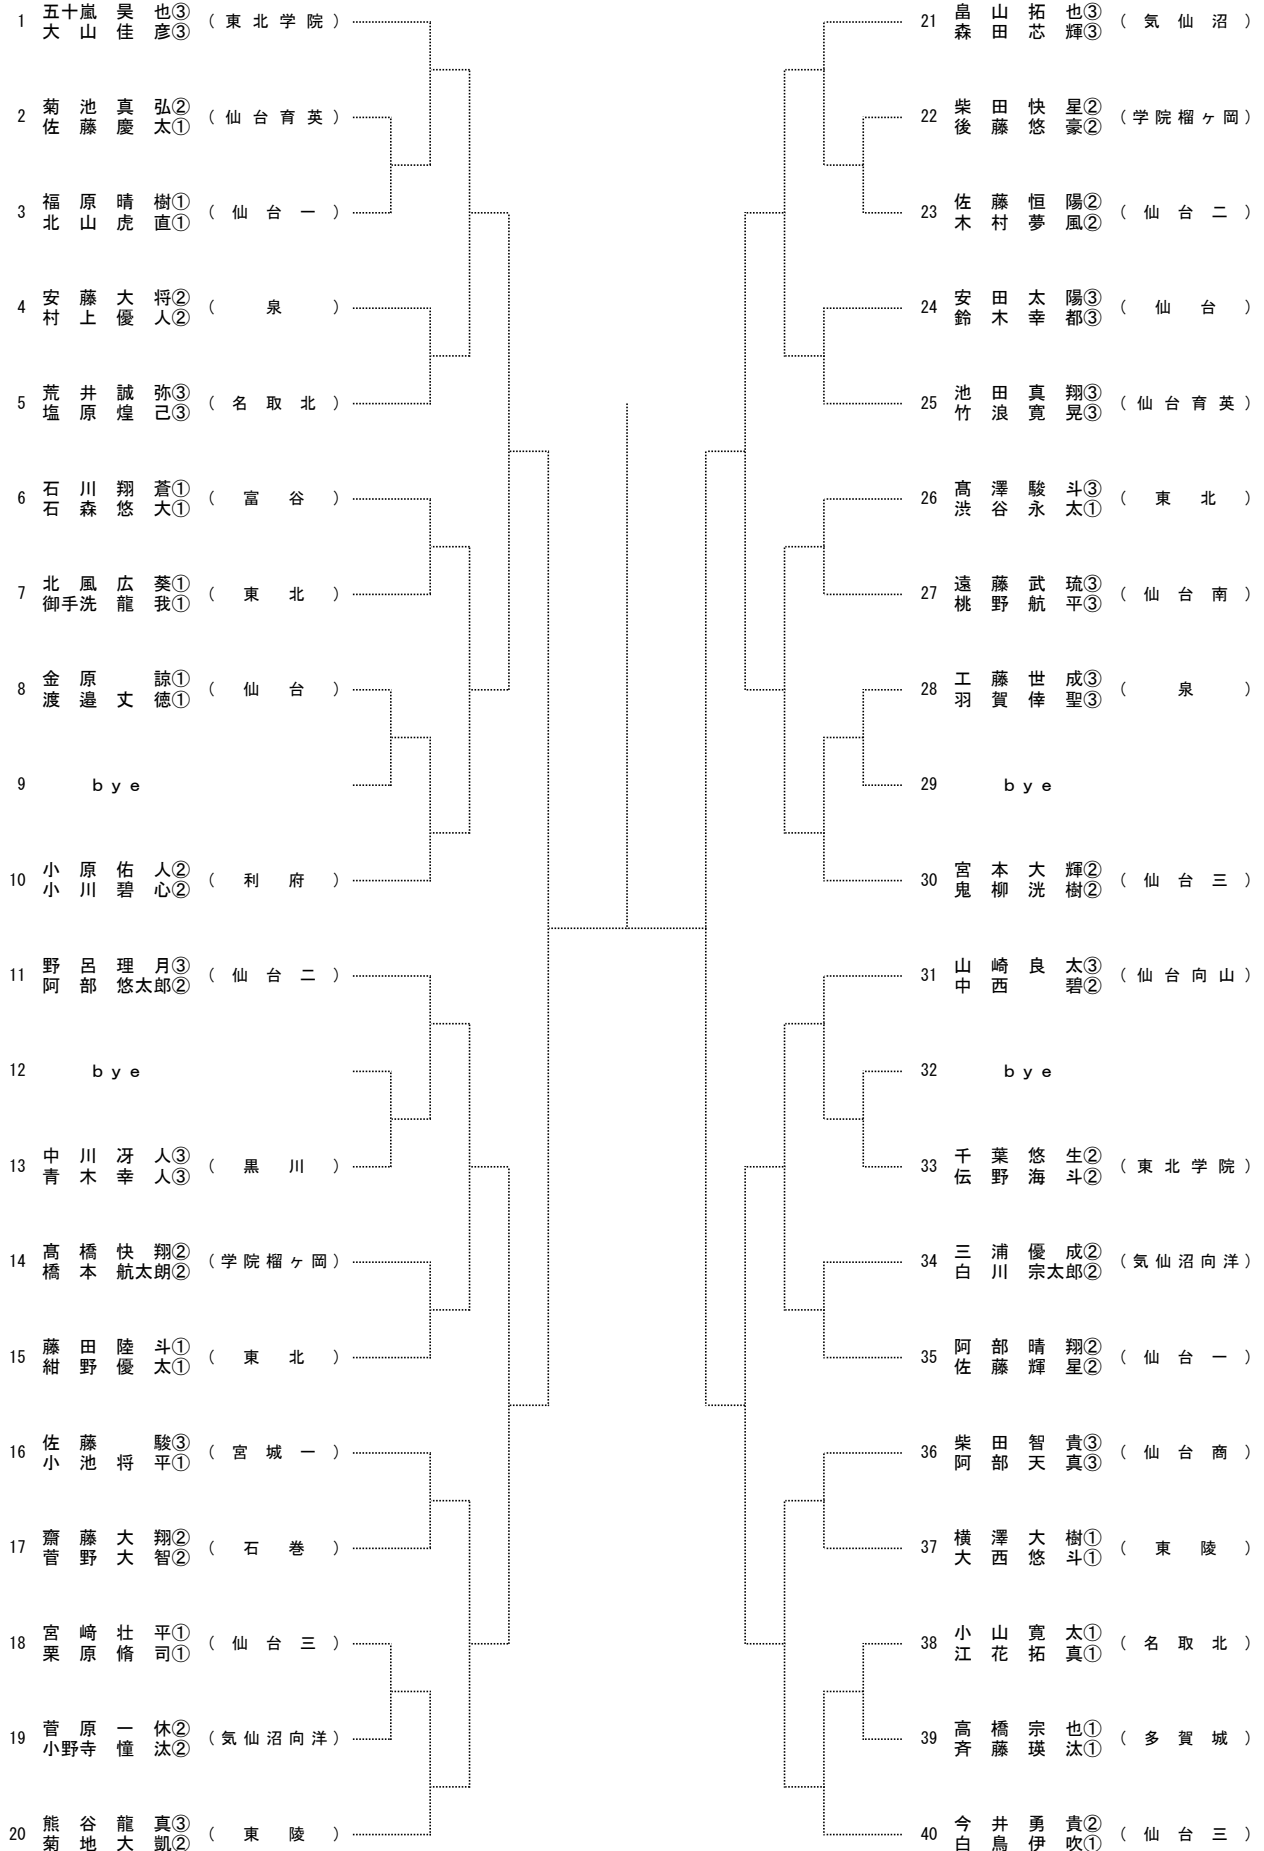 1 五十嵐 昊 也③ (東北学院)
大 山 佳 彦③
2 菊 池 真 弘② (仙台育英)
佐 藤 慶 太①
3 福 原 晴 樹① (仙台一)
北 山 虎 直①
4 安 藤 大 将② (泉)
村 上 優 人②
5 荒 井 誠 弥③ (名取北)
塩 原 煌 己③
6 石 川 翔 蒼① (富谷)
石 森 悠 大①
7 北 風 広 葵① (東北)
御手洗 龍 我①
8 金 原 諒① (仙台)
渡 邉 丈 徳①
9 bye
10 小 原 佑 人② (利府)
小 川 碧 心②
11 野 呂 理 月③ (仙台二)
阿 部 悠太郎②
12 bye
13 中 川 冴 人③ (黒川)
青 木 幸 人③
14 髙 橋 快 翔② (学院榴ヶ岡)
橋 本 航太朗②
15 藤 田 陸 斗① (東北)
紺 野 優 太①
16 佐 藤 駿③ (宮城一)
小 池 将 平①
17 齋 藤 大 翔② (石巻)
菅 野 大 智②
18 宮 﨑 壮 平① (仙台三)
栗 原 脩 司①
19 菅 原 一 休② (気仙沼向洋)
小野寺 憧 汰②
20 熊 谷 龍 真③ (東陵)
菊 地 大 凱②
21 畠 山 拓 也③ (気仙沼)
森 田 芯 輝③
22 柴 田 快 星② (学院榴ヶ岡)
後 藤 悠 豪②
23 佐 藤 恒 陽② (仙台二)
木 村 夢 風②
24 安 田 太 陽③ (仙台)
鈴 木 幸 都③
25 池 田 真 翔③ (仙台育英)
竹 浪 寛 晃③
26 髙 澤 駿 斗③ (東北)
渋 谷 永 太①
27 遠 藤 武 琉③ (仙台南)
桃 野 航 平③
28 工 藤 世 成③ (泉)
羽 賀 倖 聖③
29 bye
30 宮 本 大 輝② (仙台三)
鬼 柳 洸 樹②
31 山 崎 良 太③ (仙台向山)
中 西 碧②
32 bye
33 千 葉 悠 生② (東北学院)
伝 野 海 斗②
34 三 浦 優 成② (気仙沼向洋)
白 川 宗太郎②
35 阿 部 晴 翔② (仙台一)
佐 藤 輝 星②
36 柴 田 智 貴③ (仙台商)
阿 部 天 真③
37 横 澤 大 樹① (東陵)
大 西 悠 斗①
38 小 山 寛 太① (名取北)
江 花 拓 真①
39 高 橋 宗 也① (多賀城)
斉 藤 瑛 汰①
40 今 井 勇 貴② (仙台三)
白 鳥 伊 吹①